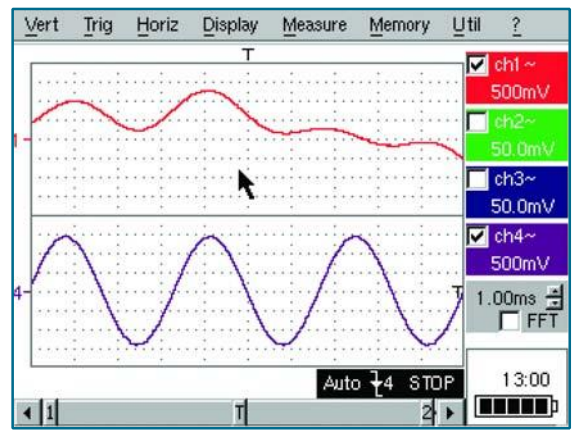 Vert Trig Horiz Display Measure Memory Util ?
T
ch1~
500mV
ch2~
50.0mV
ch3~
50.0mV
ch4~
500mV
1-
4-
T
1.00ms
FFT
Auto 4 STOP
13:00
1 T 2